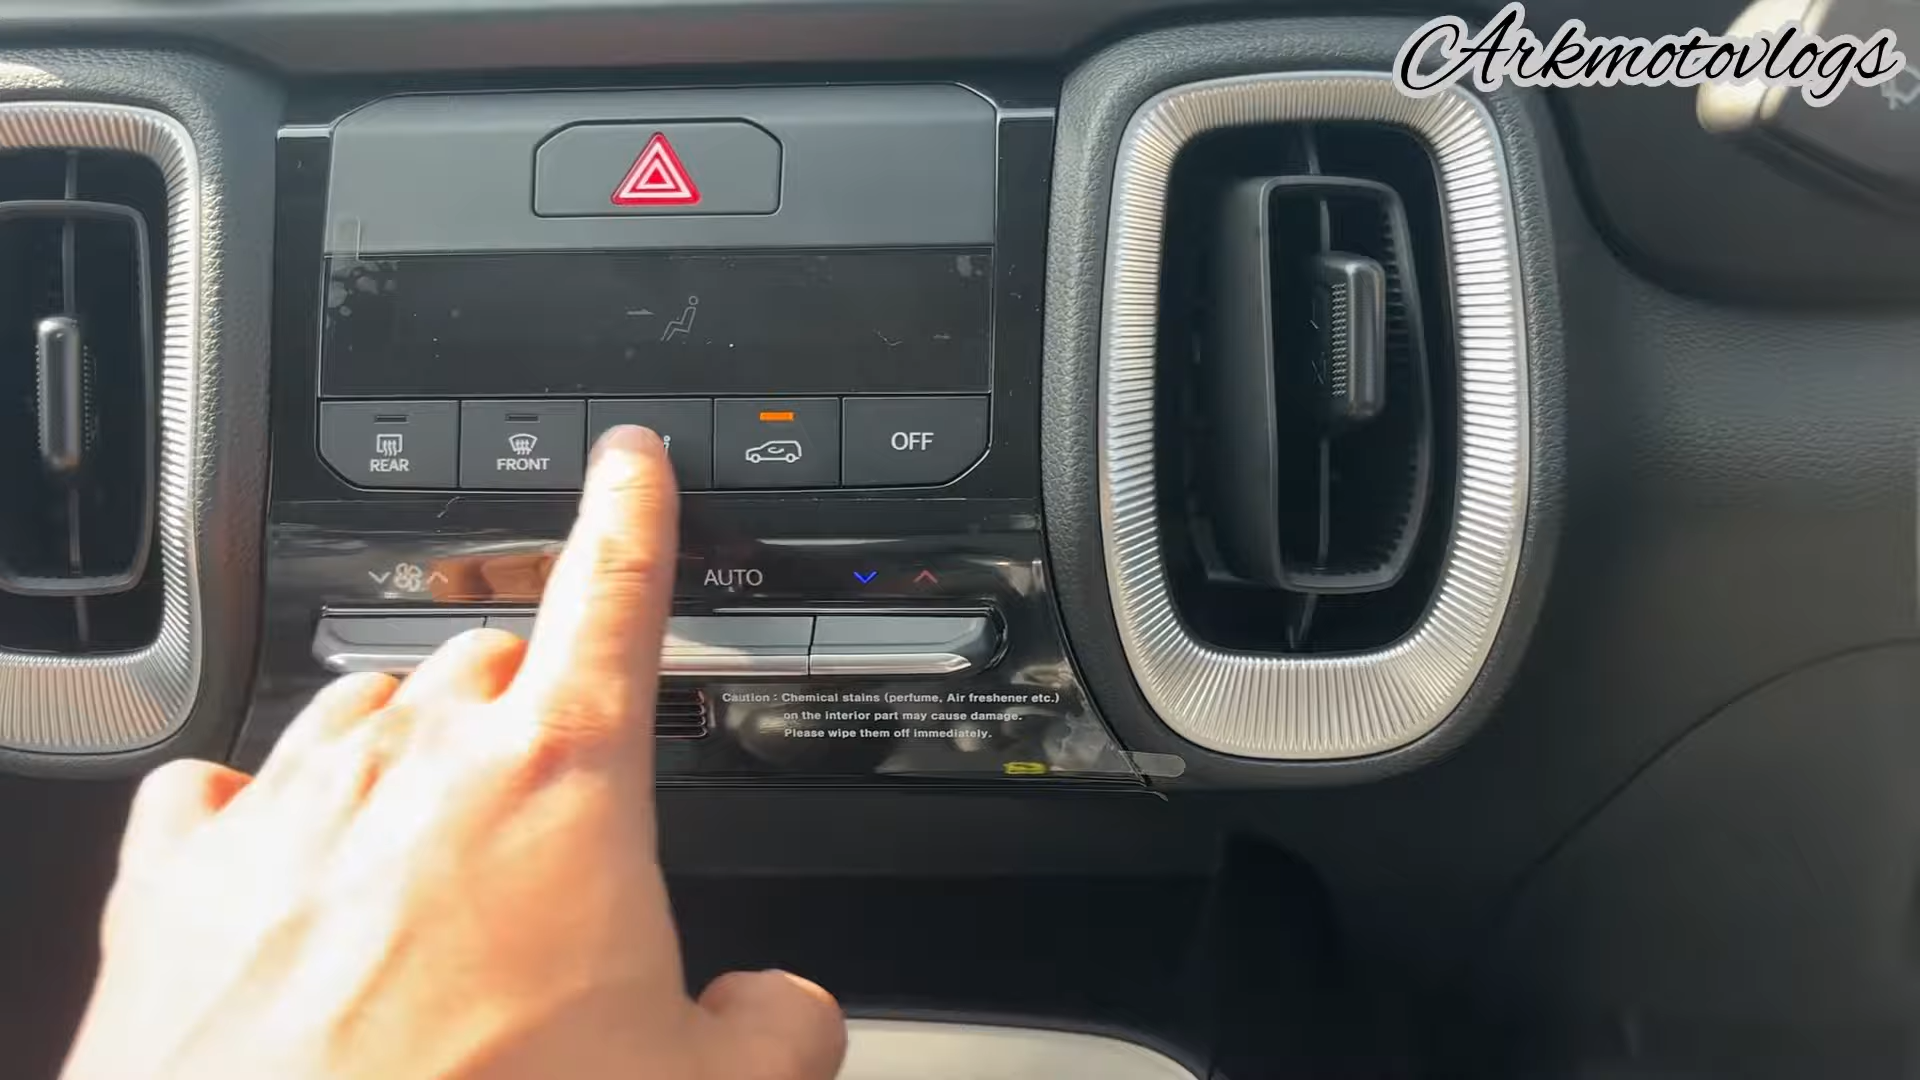 Arkmotovlogs
REAR
FRONT
OFF
AUTO
Caution : Chemical stains (perfume, Air freshener etc.)
on the interior part may cause damage.
Please wipe them off immediately.